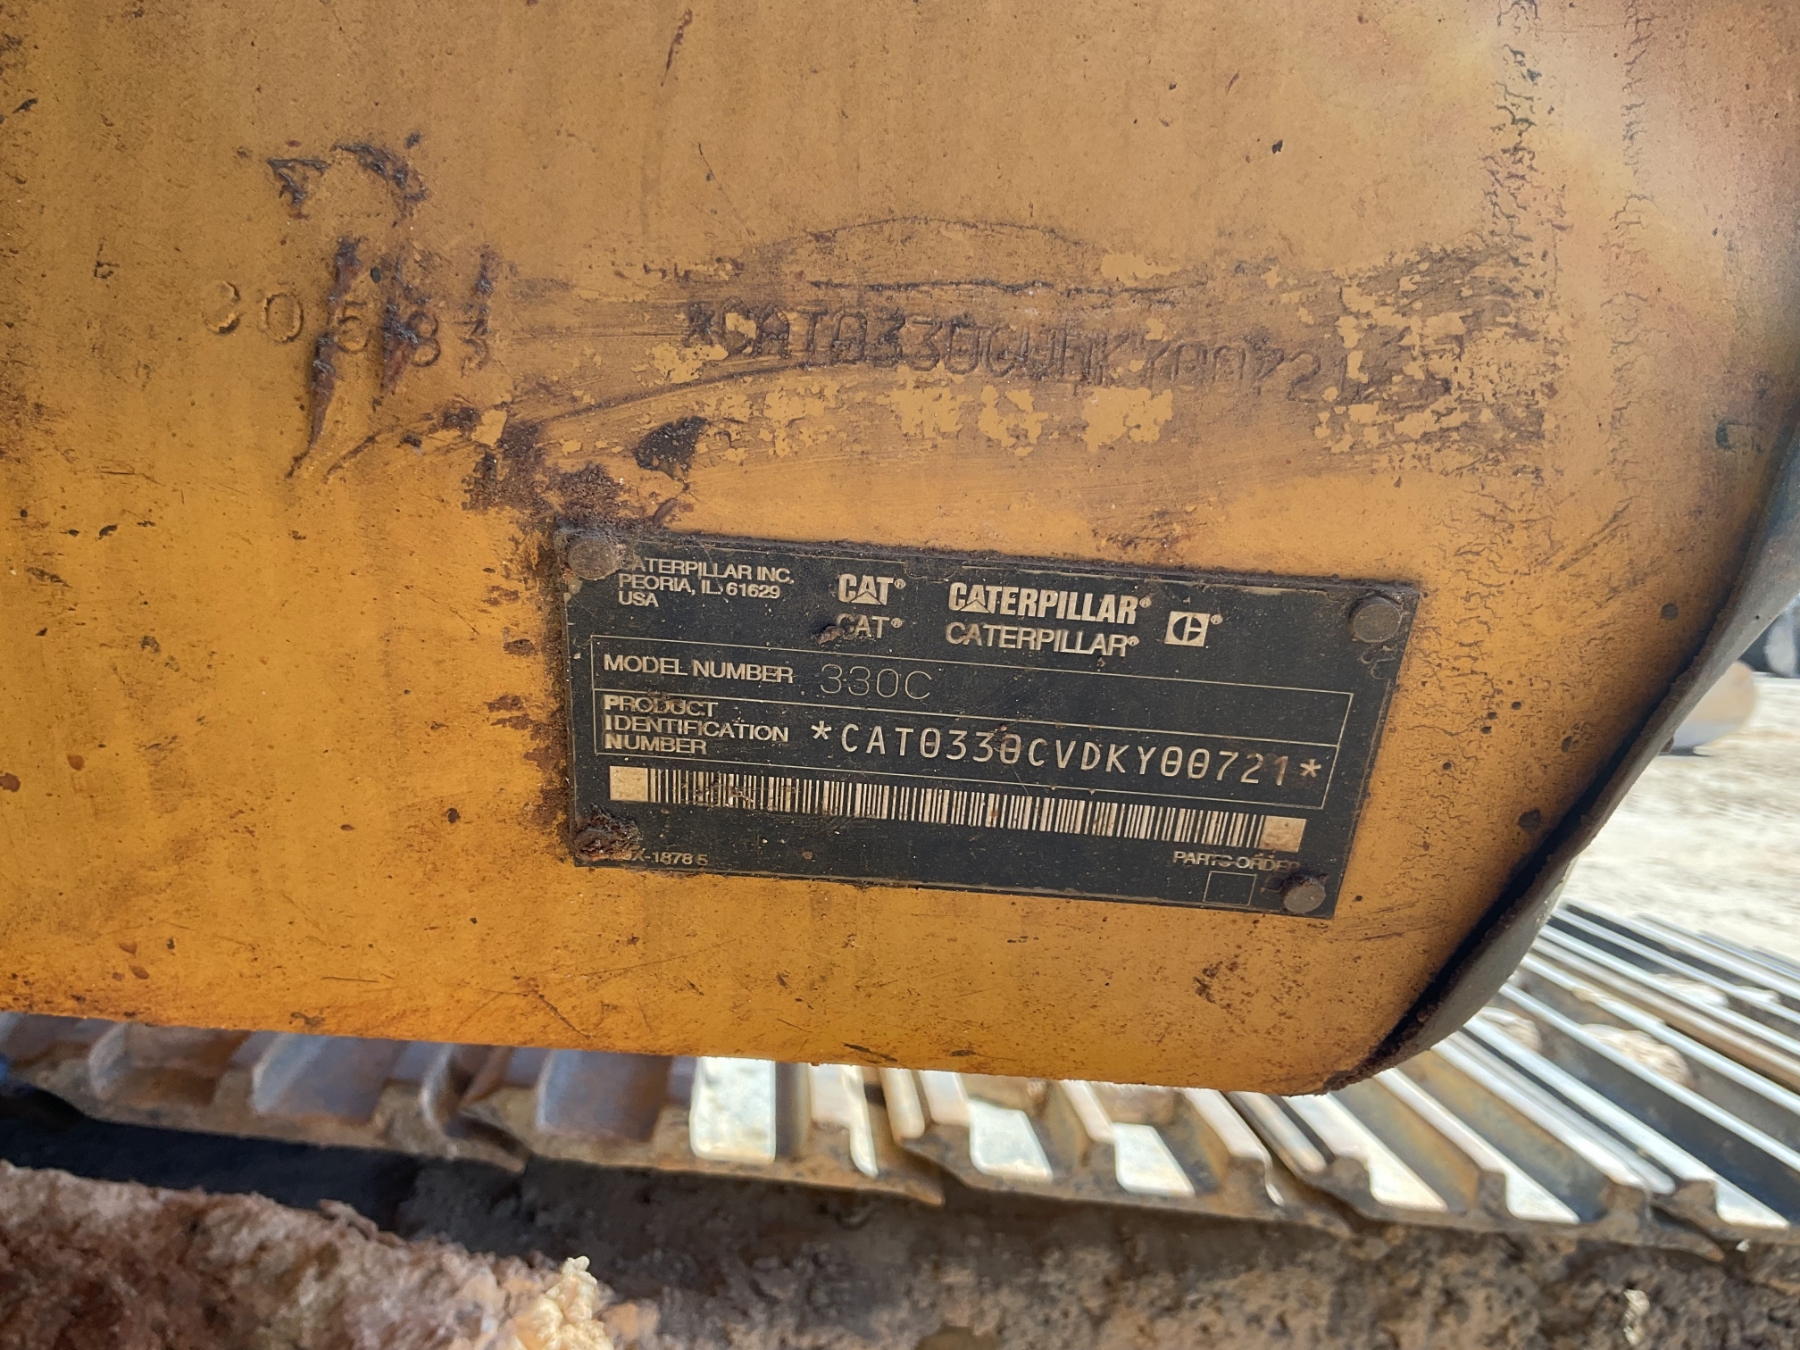 *CAT0330CVDKY00721
CATERPILLAR INC.
PEORIA, IL. 61629
USA
CAT® CATERPILLAR®
CAT® CATERPILLAR®
MODEL NUMBER 330C
PRODUCT
IDENTIFICATION
NUMBER
*CAT0330CVDKY00721*
PARTS ORDER